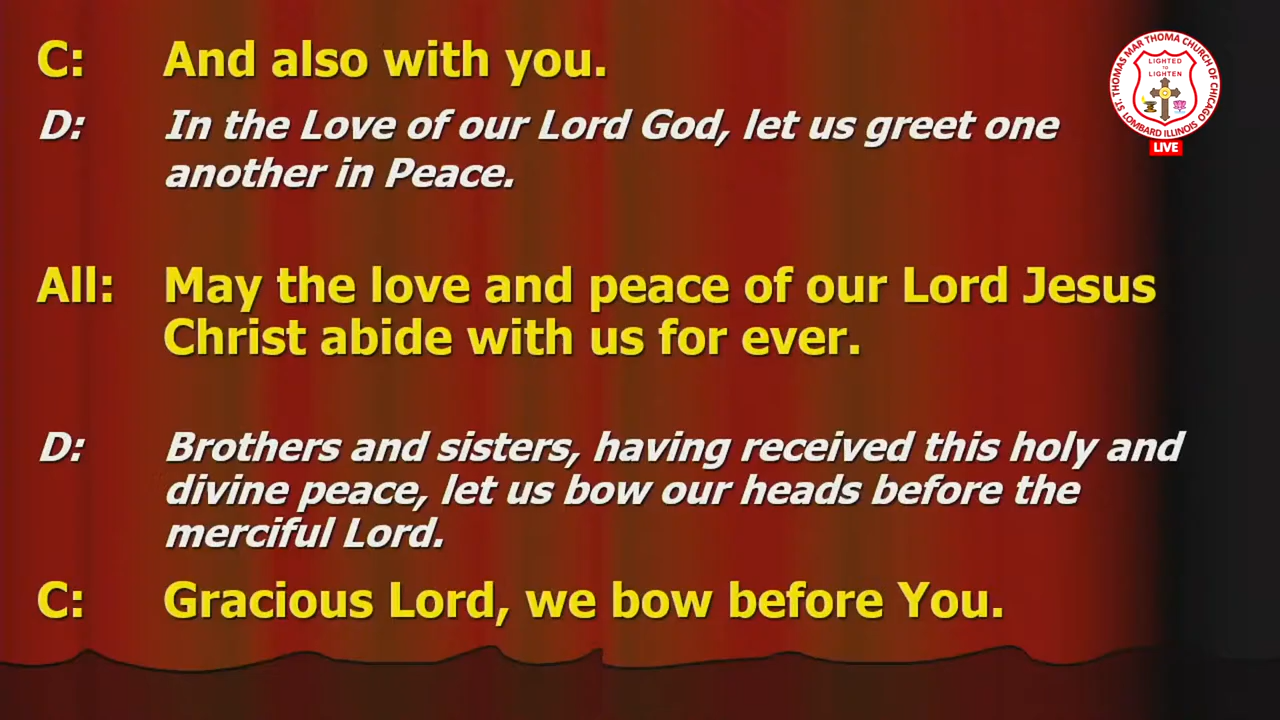 C: And also with you.
D: In the Love of our Lord God, let us greet one
another in Peace.
All: May the love and peace of our Lord Jesus
Christ abide with us for ever.
D: Brothers and sisters, having received this holy and
divine peace, let us bow our heads before the
merciful Lord.
C: Gracious Lord, we bow before You.
ST. THOMAS MAR THOMA CHURCH OF CHICAGO
LOMBARD ILLINOIS
LIGHTED
TO
LIGHTEN
LIVE